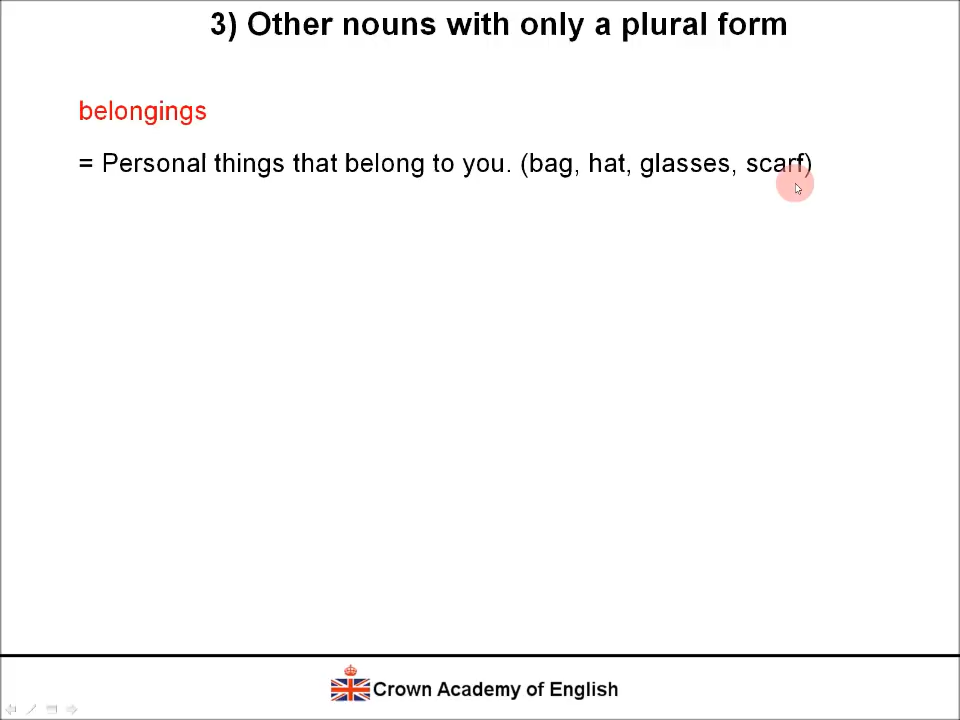 3) Other nouns with only a plural form
belongings
= Personal things that belong to you. (bag, hat, glasses, scarf)
Crown Academy of English